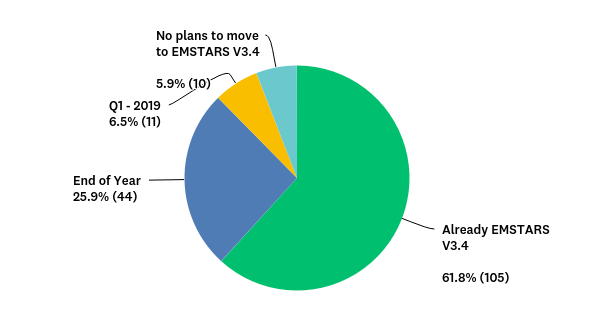 No plans to move
to EMSTARS V3.4
5.9% (10)
Q1 - 2019
6.5% (11)
End of Year
25.9% (44)
Already EMSTARS
V3.4
61.8% (105)